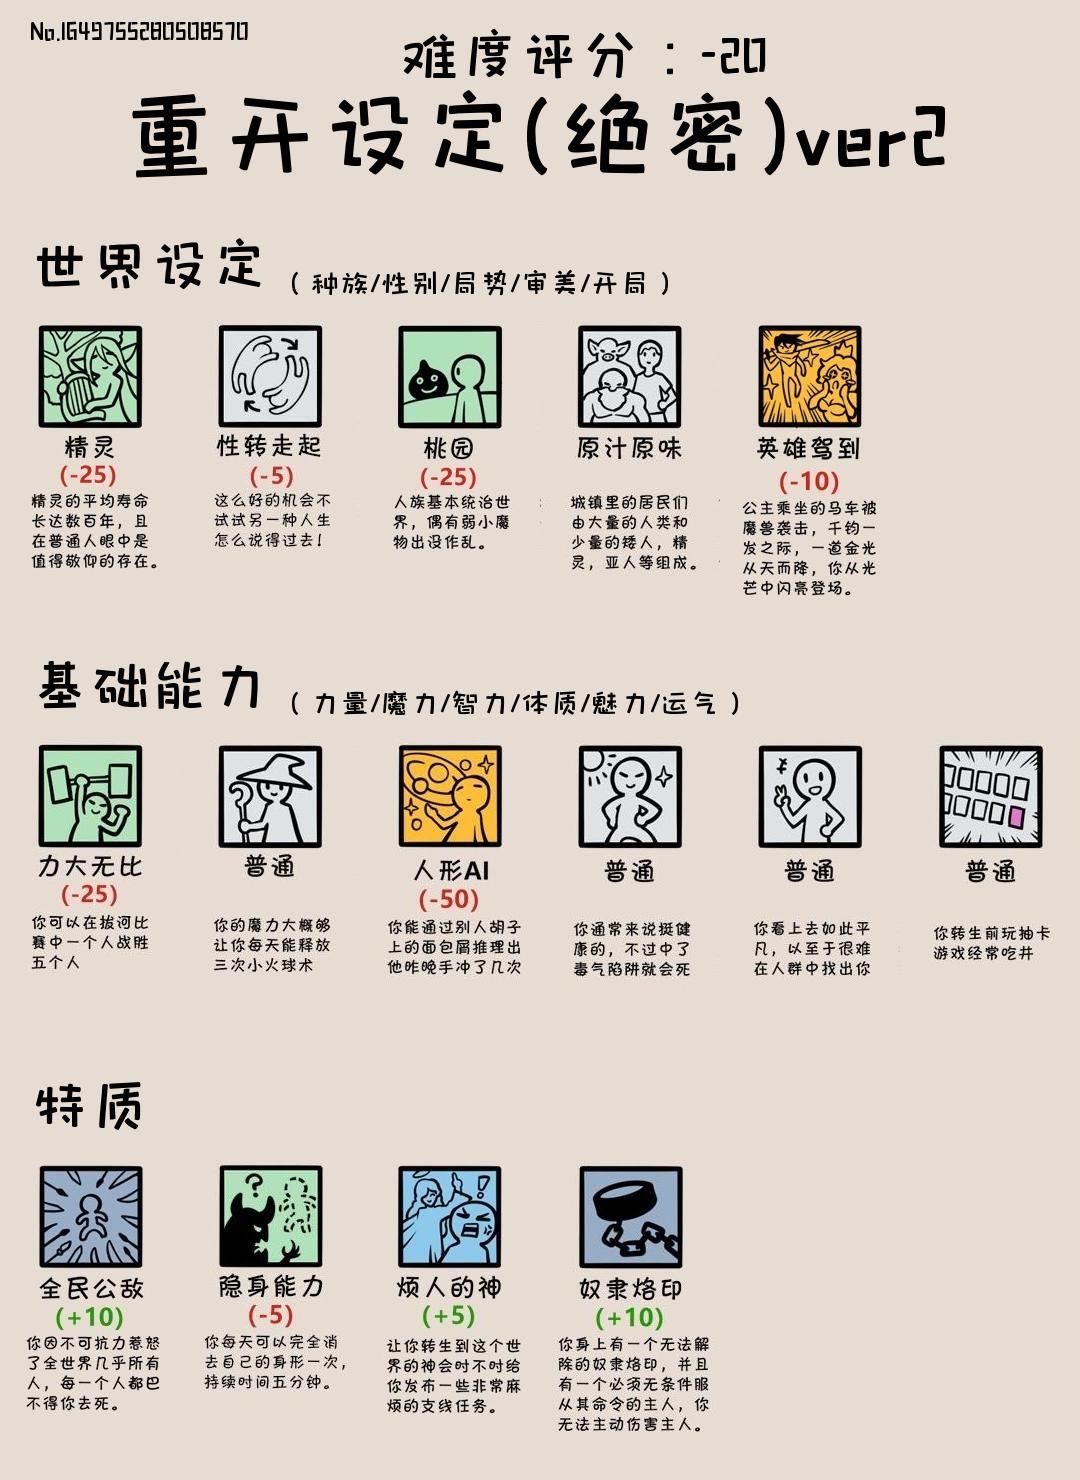 No.1649755280508570
难度评分：-20
重开设定(绝密)ver2
世界设定 （种族/性别/局势/审美/开局）
精灵
(-25)
精灵的平均寿命
长达数百年，且
在普通人眼中是
值得敬仰的存在。
性转走起
(-5)
这么好的机会不
试试另一种人生
怎么说得过去！
桃园
(-25)
人族基本统治世
界，偶有弱小魔
物出没作乱。
原汁原味
城镇里的居民们
由大量的人类和
少量的矮人，精
灵，亚人等组成。
英雄驾到
(-10)
公主乘坐的马车被
魔兽袭击，千钧一
发之际，一道金光
从天而降，你从光
芒中闪亮登场。
基础能力 （力量/魔力/智力/体质/魅力/运气）
力大无比
(-25)
你可以在拔河比
赛中一个人战胜
五个人
普通
你的魔力大概够
让你每天能释放
三次小火球术
人形AI
(-50)
你能通过别人胡子
上的面包屑推理出
他昨晚手冲了几次
普通
你通常来说挺健
康的，不过中了
毒气陷阱就会死
普通
你看上去如此平
凡，以至于很难
在人群中找出你
普通
你转生前玩抽卡
游戏经常吃井
特质
全民公敌
(+10)
你因不可抗力惹怒
了全世界几乎所有
人，每一个人都巴
不得你去死。
?
隐身能力
(-5)
你每天可以完全消
去自己的身形一次，
持续时间五分钟。
!
烦人的神
(+5)
让你转生到这个世
界的神会时不时给
你发布一些非常麻
烦的支线任务。
奴隶烙印
(+10)
你身上有一个无法解
除的奴隶烙印，并且
有一个必须无条件服
从其命令的主人，你
无法主动伤害主人。